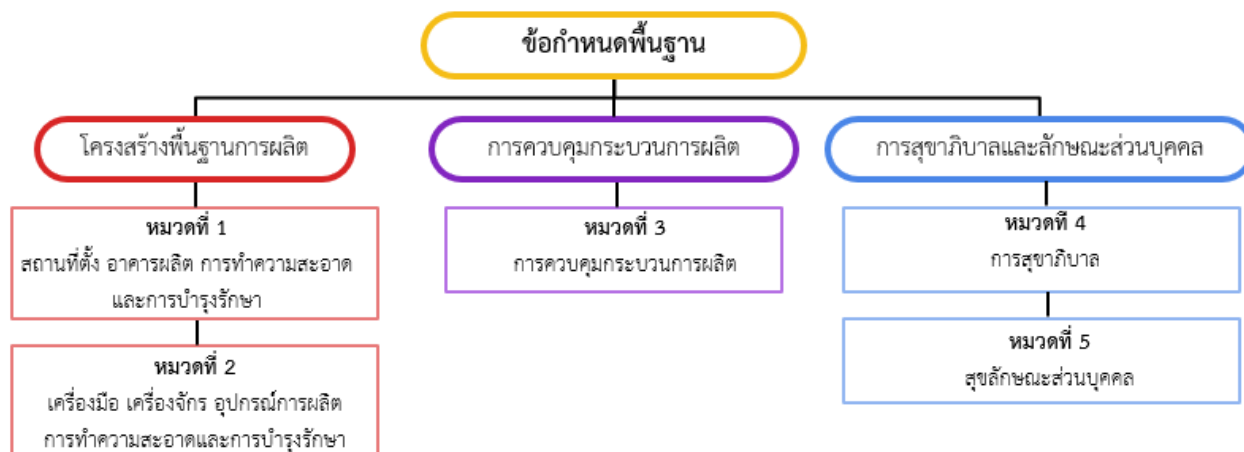 ข้อกำหนดพื้นฐาน
โครงสร้างพื้นฐานการผลิต
การควบคุมกระบวนการผลิต
การสุขาภิบาลและลักษณะส่วนบุคคล
หมวดที่ 1
สถานที่ตั้ง อาคารผลิต การทำความสะอาด
และการบำรุงรักษา
หมวดที่ 2
เครื่องมือ เครื่องจักร อุปกรณ์การผลิต
การทำความสะอาดและการบำรุงรักษา
หมวดที่ 3
การควบคุมกระบวนการผลิต
หมวดที่ 4
การสุขาภิบาล
หมวดที่ 5
สุขลักษณะส่วนบุคคล